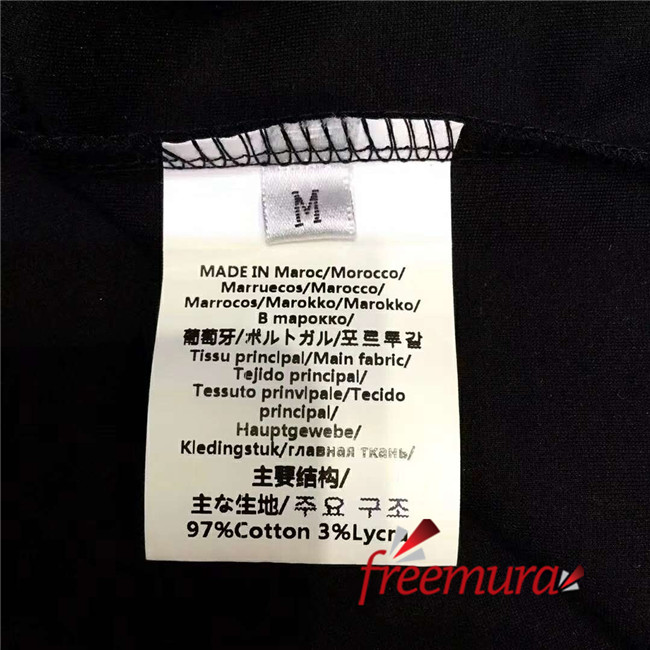 M
MADE IN Maroc/Morocco/
Marruecos/Marocco/
Marrocos/Marokko/Marokko/
В марокко/
葡萄牙/ポルトガル/포르투갈
Tissu principal/Main fabric/
Tejido principal/
Tessuto prinvipale/Tecido
principal/
Hauptgewebe/
Kledingstuk/главная ткань/
主要结构/
主な生地/주요 구조
97%Cotton 3%Lycra
freemura